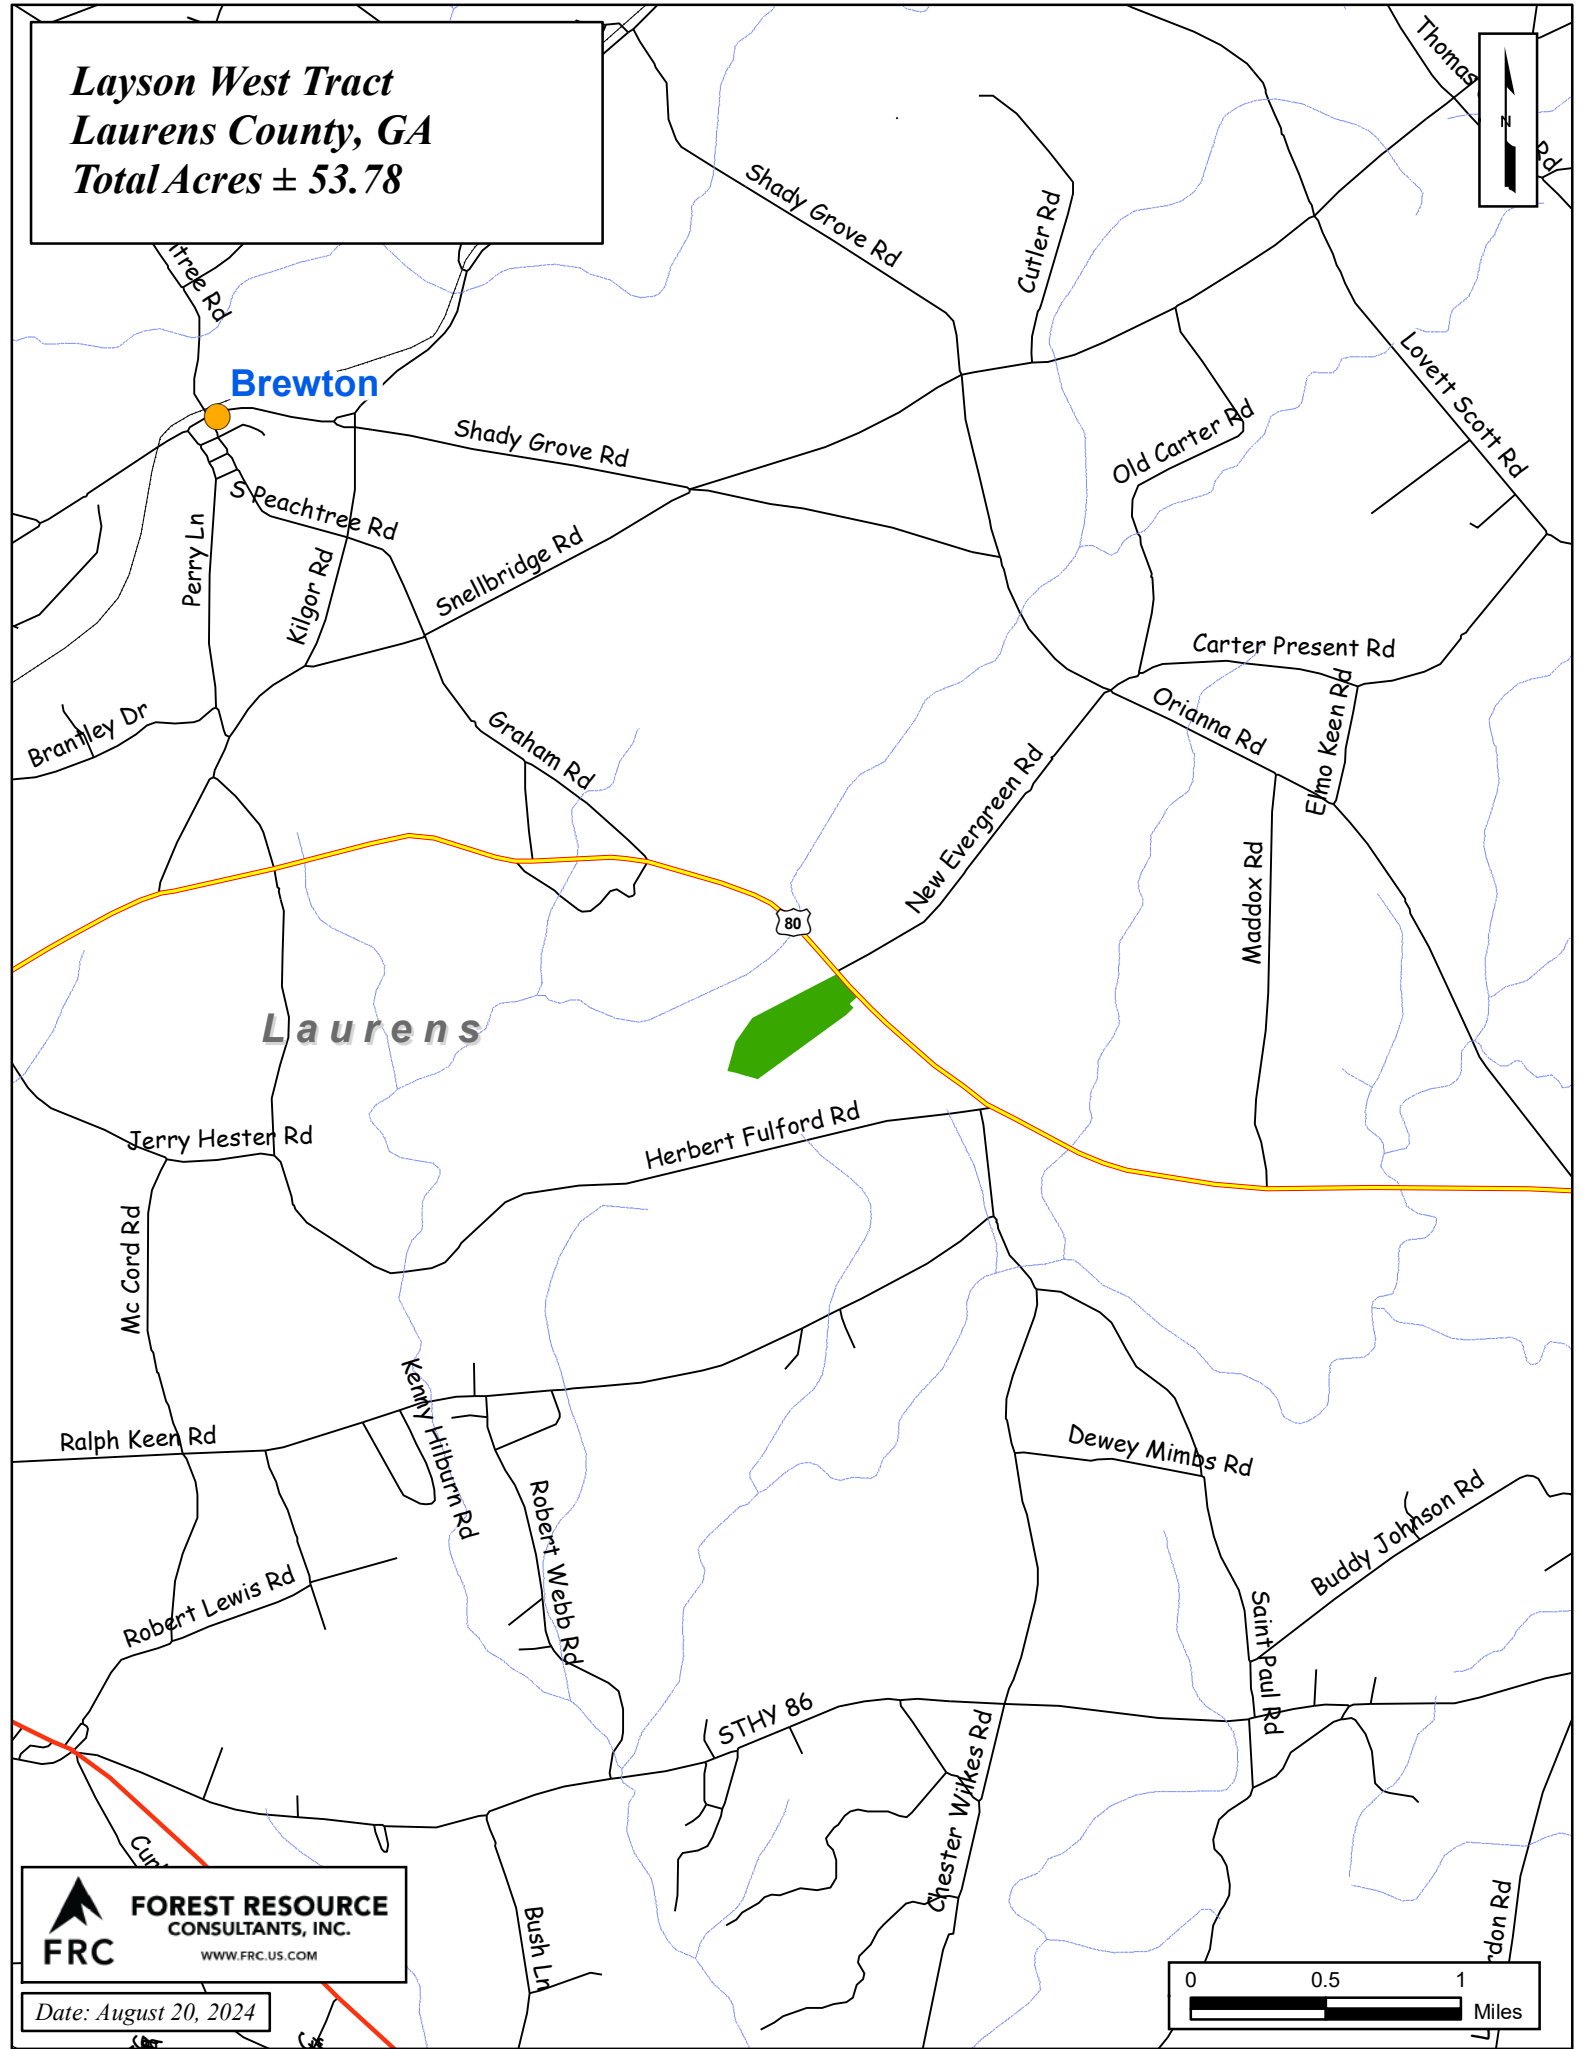 Layson West Tract
Laurens County, GA
Total Acres ± 53.78
Thomas
Rd
N
Shady Grove Rd
Cutler Rd
Lovett Scott Rd
Brewton
Shady Grove Rd
Old Carter Rd
S Peachtree Rd
Perry Ln
Kilgor Rd
Snellbridge Rd
Carter Present Rd
Orianna Rd
Elmo Keen Rd
Brantley Dr
Graham Rd
New Evergreen Rd
Maddox Rd
80
Laurens
Jerry Hester Rd
Herbert Fulford Rd
Mc Cord Rd
Kenny Hilburn Rd
Ralph Keen Rd
Dewey Mimbs Rd
Robert Webb Rd
Buddy Johnson Rd
Robert Lewis Rd
Saint Paul Rd
STHY 86
Chester Wilkes Rd
Bush Ln
FRC
FOREST RESOURCE
CONSULTANTS, INC.
WWW.FRC.US.COM
Date: August 20, 2024
0 0.5 1
Miles